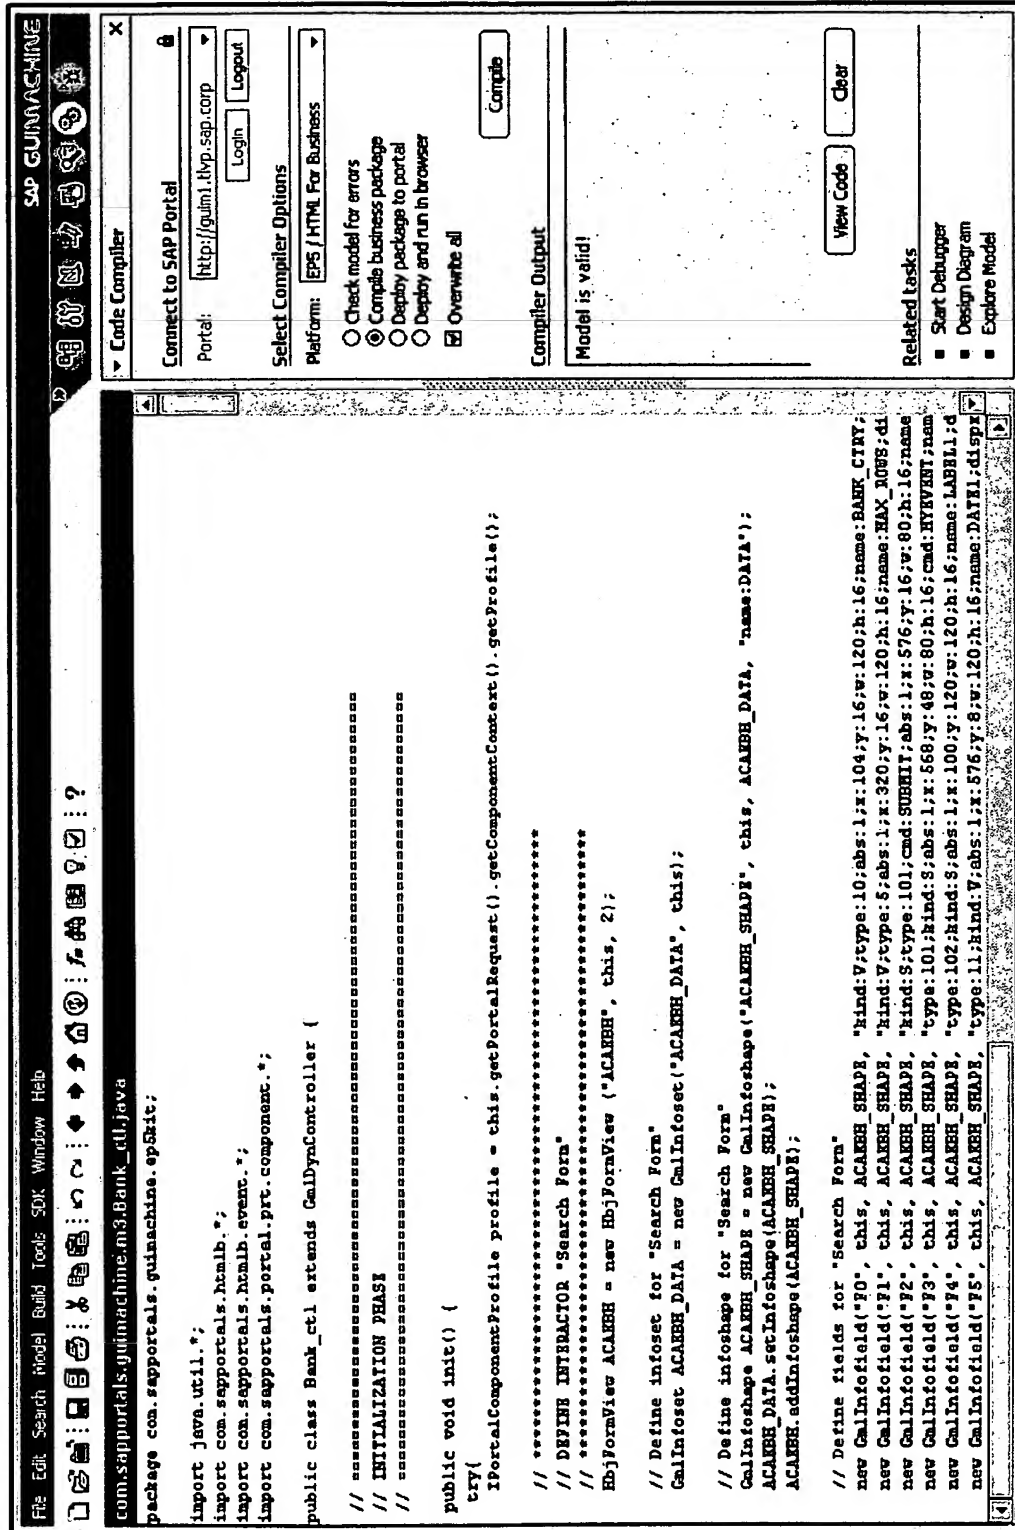 SAP GUIMACHINE
File Edit Search Model Build Tools SDK Window Help
com.sapportals.guimachine.m3.Bank_ctl.java
package com.sapportals.guimachine.ep5kit;
import java.util.*;
import com.sapportals.htmlb.*;
import com.sapportals.htmlb.event.*;
import com.sapportals.portal.prt.component.*;
public class Bank_ctl extends GmlDynController {
// ================================================
// INITIALIZATION PHASE
// ================================================
public void init() {
try{
IPortalComponentProfile profile = this.getPortalRequest().getComponentContext().getProfile();
// ************************************
// DEFINE INTERACTOR "Search Form"
// ************************************
HbjFormView ACAKBH = new HbjFormView ("ACAKBH", this, 2);
// Define infoset for "Search Form"
GmlInfoset ACAKBH_DATA = new GmlInfoset("ACAKBH_DATA", this);
// Define infoshape for "Search Form"
GmlInfoshape ACAKBH_SHAPE = new GmlInfoshape("ACAKBH_SHAPE", this, ACAKBH_DATA, "name:DATA");
ACAKBH_DATA.setInfoshape(ACAKBH_SHAPE);
ACAKBH.addInfoshape(ACAKBH_SHAPE);
// Define fields for "Search Form"
new GmlInfofield("F0", this, ACAKBH_SHAPE, "kind:V;type:10;abs:1;x:104;y:16;w:120;h:16;name:BANK_CTRY;
new GmlInfofield("F1", this, ACAKBH_SHAPE, "kind:V;type:5;abs:1;x:320;y:16;w:120;h:16;name:MAX_ROWS;di
new GmlInfofield("F2", this, ACAKBH_SHAPE, "kind:S;type:101;cmd:SUBMIT;abs:1;x:576;y:16;w:80;h:16;name
new GmlInfofield("F3", this, ACAKBH_SHAPE, "type:101;kind:S;abs:1;x:568;y:48;w:80;h:16;cmd:MYEVENT;nam
new GmlInfofield("F4", this, ACAKBH_SHAPE, "type:102;kind:S;abs:1;x:100;y:120;w:120;h:16;name:LABEL1;d
new GmlInfofield("F5", this, ACAKBH_SHAPE, "type:11;kind:V;abs:1;x:576;y:8;w:120;h:16;name:DATE1;dispx
Code Compiler
Connect to SAP Portal
Portal: http://guim1.tlvp.sap.corp
LogIn Logout
Select Compiler Options
Platform: EP5 / HTML For Business
Check model for errors
Compile business package
Deploy package to portal
Deploy and run in browser
Overwrite all
Compile
Compiler Output
Model is valid!
View Code Clear
Related tasks
Start Debugger
Design Diagram
Explore Model